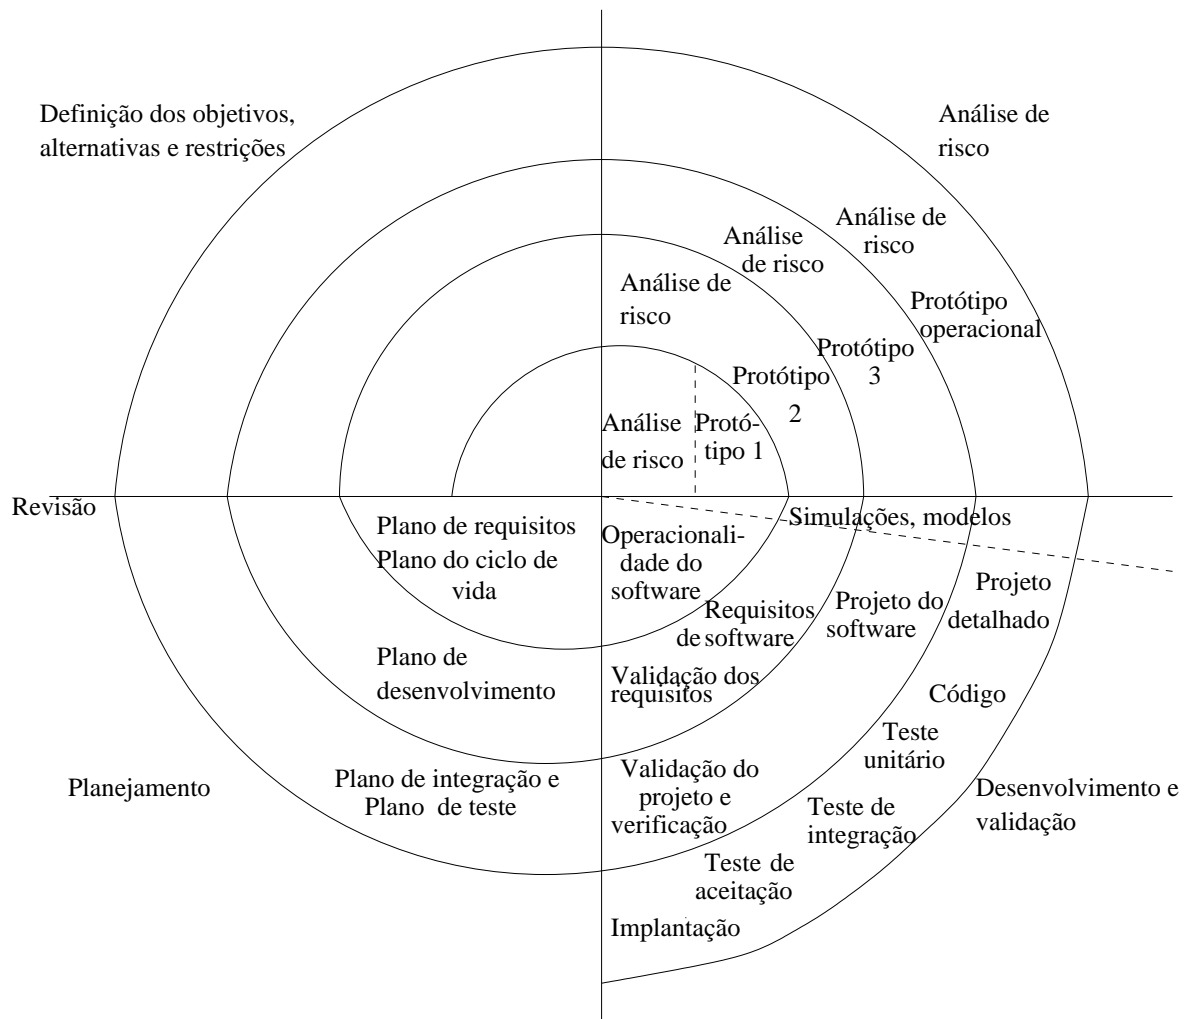 Definição dos objetivos,
alternativas e restrições
Análise de
risco
Análise de
risco
Análise
de risco
Análise de
risco
Protótipo
operacional
Protótipo
3
Protótipo
2
Análise
de risco
Protó-
tipo 1
Revisão
Simulações, modelos
Plano de requisitos
Plano do ciclo de
vida
Operacionali-
dade do
software
Requisitos
de software
Projeto do
software
Projeto
detalhado
Plano de
desenvolvimento
Validação dos
requisitos
Código
Teste
unitário
Planejamento
Plano de integração e
Plano de teste
Validação do
projeto e
verificação
Teste de
integração
Desenvolvimento e
validação
Teste de
aceitação
Implantação